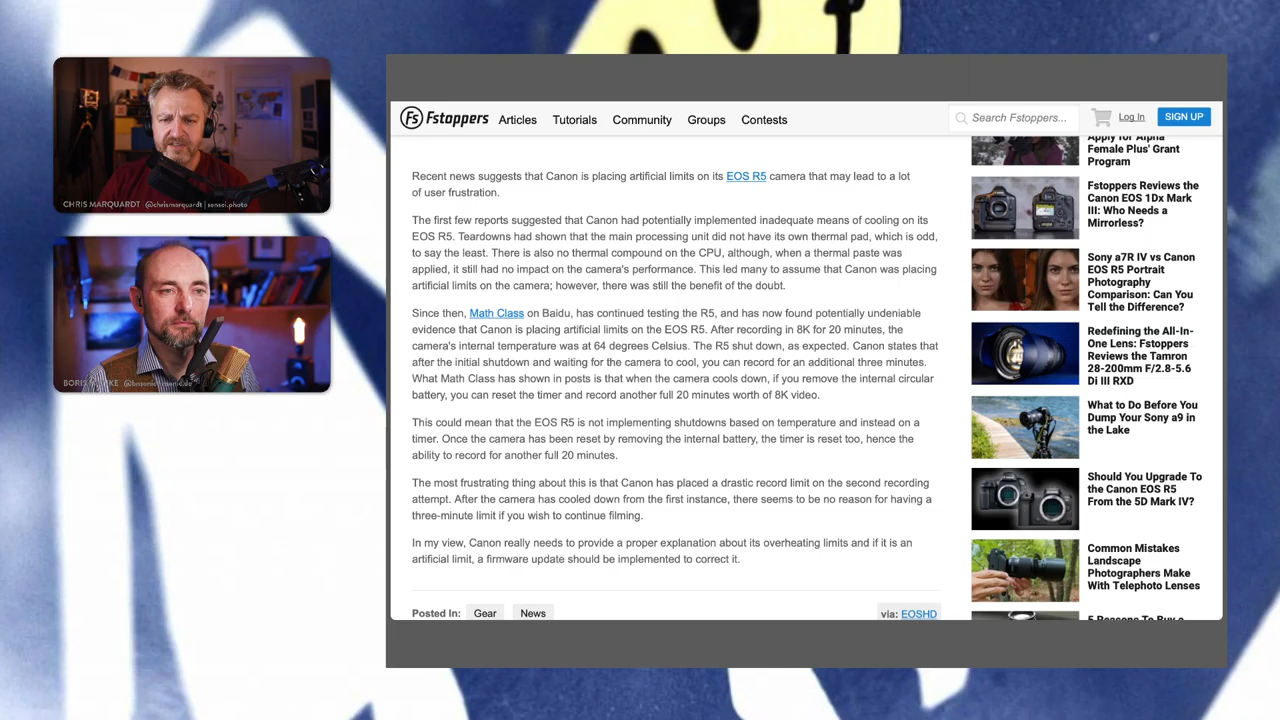 CHRIS MARQUARDT @chrismarquardt | sensei.photo
Fs Fstoppers
Articles
Tutorials
Community
Groups
Contests
Search Fstoppers...
Log In
SIGN UP
Recent news suggests that Canon is placing artificial limits on its EOS R5 camera that may lead to a lot
of user frustration.
The first few reports suggested that Canon had potentially implemented inadequate means of cooling on its
EOS R5. Teardowns had shown that the main processing unit did not have its own thermal pad, which is odd,
to say the least. There is also no thermal compound on the CPU, although, when a thermal paste was
applied, it still had no impact on the camera's performance. This led many to assume that Canon was placing
artificial limits on the camera; however, there was still the benefit of the doubt.
Since then, Math Class on Baidu, has continued testing the R5, and has now found potentially undeniable
evidence that Canon is placing artificial limits on the EOS R5. After recording in 8K for 20 minutes, the
camera's internal temperature was at 64 degrees Celsius. The R5 shut down, as expected. Canon states that
after the initial shutdown and waiting for the camera to cool, you can record for an additional three minutes.
What Math Class has shown in posts is that when the camera cools down, if you remove the internal circular
battery, you can reset the timer and record another full 20 minutes worth of 8K video.
This could mean that the EOS R5 is not implementing shutdowns based on temperature and instead on a
timer. Once the camera has been reset by removing the internal battery, the timer is reset too, hence the
ability to record for another full 20 minutes.
The most frustrating thing about this is that Canon has placed a drastic record limit on the second recording
attempt. After the camera has cooled down from the first instance, there seems to be no reason for having a
three-minute limit if you wish to continue filming.
In my view, Canon really needs to provide a proper explanation about its overheating limits and if it is an
artificial limit, a firmware update should be implemented to correct it.
Posted In:
Gear
News
via: EOSHD
Apply for 'Alpha
Female Plus' Grant
Program
Fstoppers Reviews the
Canon EOS 1Dx Mark
III: Who Needs a
Mirrorless?
Sony a7R IV vs Canon
EOS R5 Portrait
Photography
Comparison: Can You
Tell the Difference?
Redefining the All-In-
One Lens: Fstoppers
Reviews the Tamron
28-200mm F/2.8-5.6
Di III RXD
What to Do Before You
Dump Your Sony a9 in
the Lake
Should You Upgrade To
the Canon EOS R5
From the 5D Mark IV?
Common Mistakes
Landscape
Photographers Make
With Telephoto Lenses
5 Reasons To Buy a